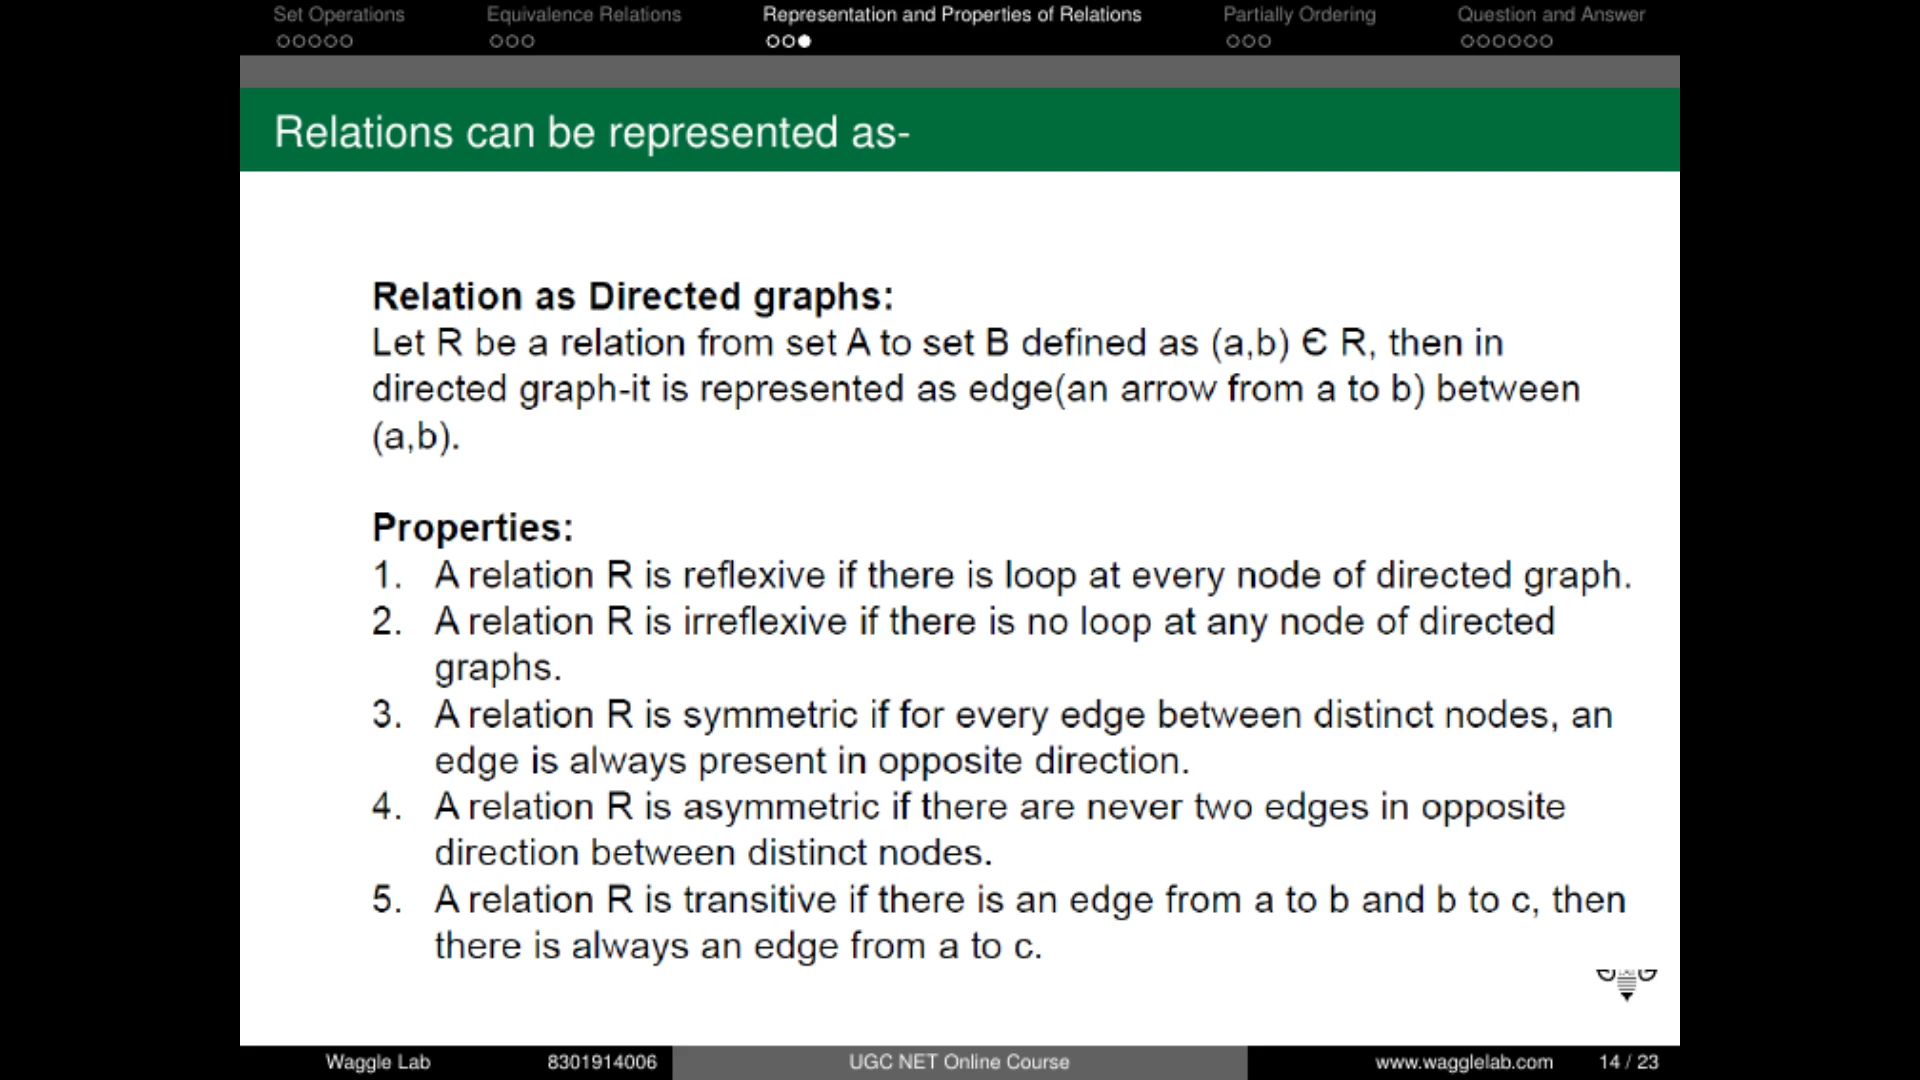 Set Operations
Equivalence Relations
Representation and Properties of Relations
Partially Ordering
Question and Answer
Relations can be represented as-
Relation as Directed graphs:
Let R be a relation from set A to set B defined as (a,b) Є R, then in
directed graph-it is represented as edge(an arrow from a to b) between
(a,b).
Properties:
1. A relation R is reflexive if there is loop at every node of directed graph.
2. A relation R is irreflexive if there is no loop at any node of directed
graphs.
3. A relation R is symmetric if for every edge between distinct nodes, an
edge is always present in opposite direction.
4. A relation R is asymmetric if there are never two edges in opposite
direction between distinct nodes.
5. A relation R is transitive if there is an edge from a to b and b to c, then
there is always an edge from a to c.
Waggle Lab
8301914006
UGC NET Online Course
www.wagglelab.com
14 / 23